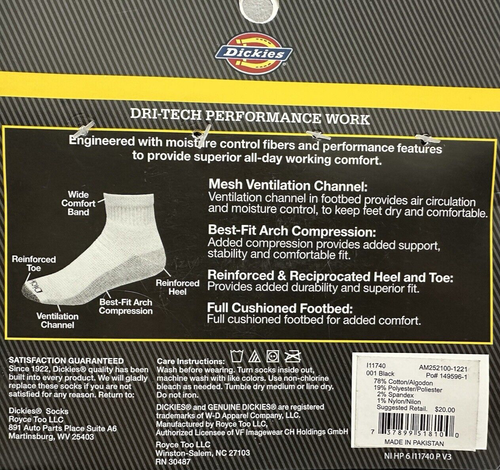 Dickies
DRI-TECH PERFORMANCE WORK
Engineered with moisture control fibers and performance features
to provide superior all-day working comfort.
Wide
Comfort
Band
Reinforced
Toe
Ventilation
Channel
Best-Fit Arch
Compression
Reinforced
Heel
Mesh Ventilation Channel:
Ventilation channel in footbed provides air circulation
and moisture control, to keep feet dry and comfortable.
Best-Fit Arch Compression:
Added compression provides added support,
stability and comfortable fit.
Reinforced & Reciprocated Heel and Toe:
Provides added durability and superior fit.
Full Cushioned Footbed:
Full cushioned footbed for added comfort.
SATISFACTION GUARANTEED
Since 1922, Dickies® quality has been
built into every product. We will gladly
replace these socks if you are not
satisfied for any reason. Return to:
Dickies® Socks
Royce Too LLC
891 Auto Parts Place Suite A6
Martinsburg, WV 25403
Care Instructions:
Wash before wearing. Turn socks inside out,
machine wash with like colors. Use non-chlorine
bleach as needed. Tumble dry medium or line dry.
Do not iron.
DICKIES® and GENUINE DICKIES® are registered
trademarks of W-D Apparel Company, LLC.
Manufactured by Royce Too LLC.
Authorized Licensee of VF Imagewear CH Holdings GmbH
Royce Too LLC
Winston-Salem, NC 27103
RN 30487
I11740 AM252100-1221
001 Black Po# 149596-1
78% Cotton/Algodon
19% Polyester/Poliester
2% Spandex
1% Nylon/Nilon
Suggested Retail. $20.00
7 57899 51810 0
MADE IN PAKISTAN
NI HP 6 I11740 P V3